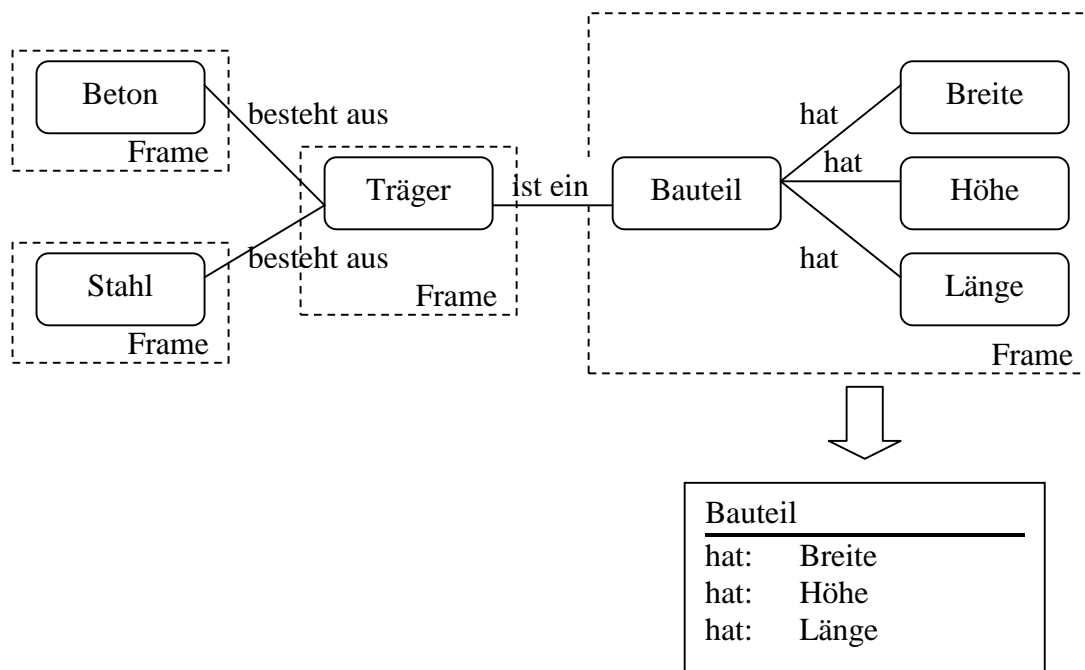 Beton
besteht aus
Frame
Träger
Stahl
besteht aus
Frame
Frame
ist ein
Bauteil
hat
Breite
hat
Höhe
hat
Länge
Frame
Bauteil
hat: Breite
hat: Höhe
hat: Länge